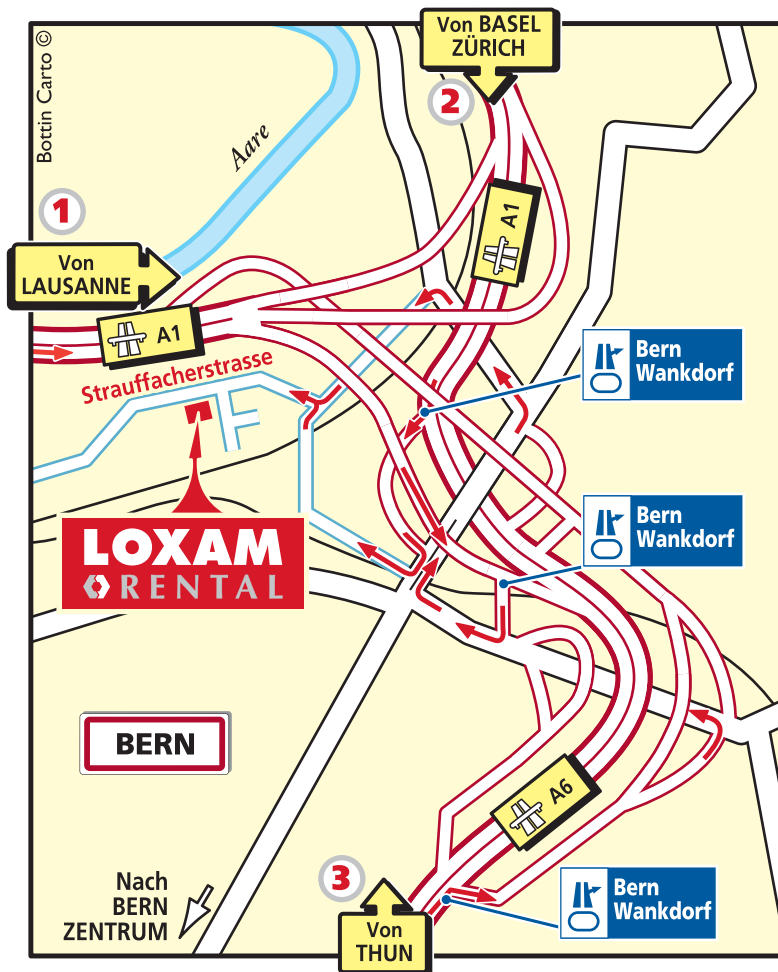 Von BASEL
ZÜRICH
2
Bottin Carto ©
Aare
1
Von
LAUSANNE
A1
A1
Strauffacherstrasse
Bern
Wankdorf
LOXAM
RENTAL
Bern
Wankdorf
BERN
A6
3
Nach
BERN
ZENTRUM
Von
THUN
Bern
Wankdorf